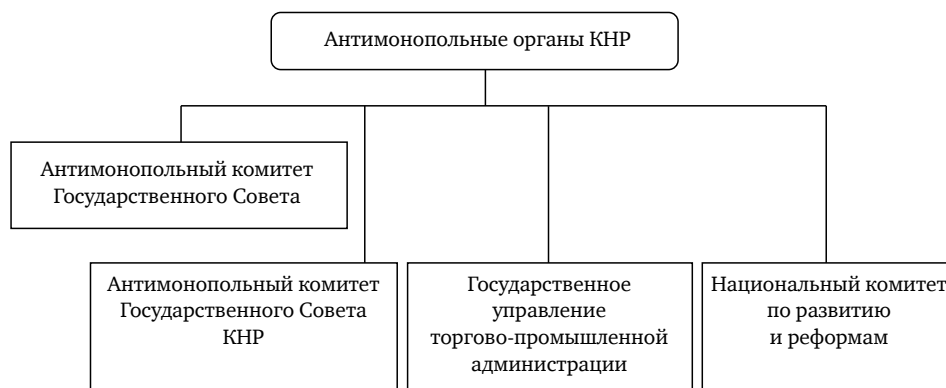 Антимонопольные органы КНР
Антимонопольный комитет
Государственного Совета
Антимонопольный комитет
Государственного Совета
КНР
Государственное
управление
торгово-промышленной
администрации
Национальный комитет
по развитию
и реформам